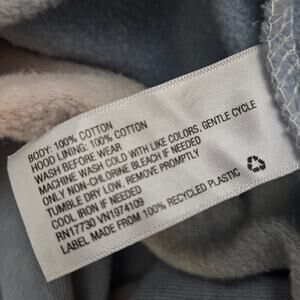 BODY: 100% COTTON
HOOD LINING: 100% COTTON
WASH BEFORE WEAR
MACHINE WASH COLD WITH LIKE COLORS, GENTLE CYCLE
ONLY NON-CHLORINE BLEACH IF NEEDED
TUMBLE DRY LOW, REMOVE PROMPTLY
COOL IRON IF NEEDED
RN17730 VN1974109
LABEL MADE FROM 100% RECYCLED PLASTIC